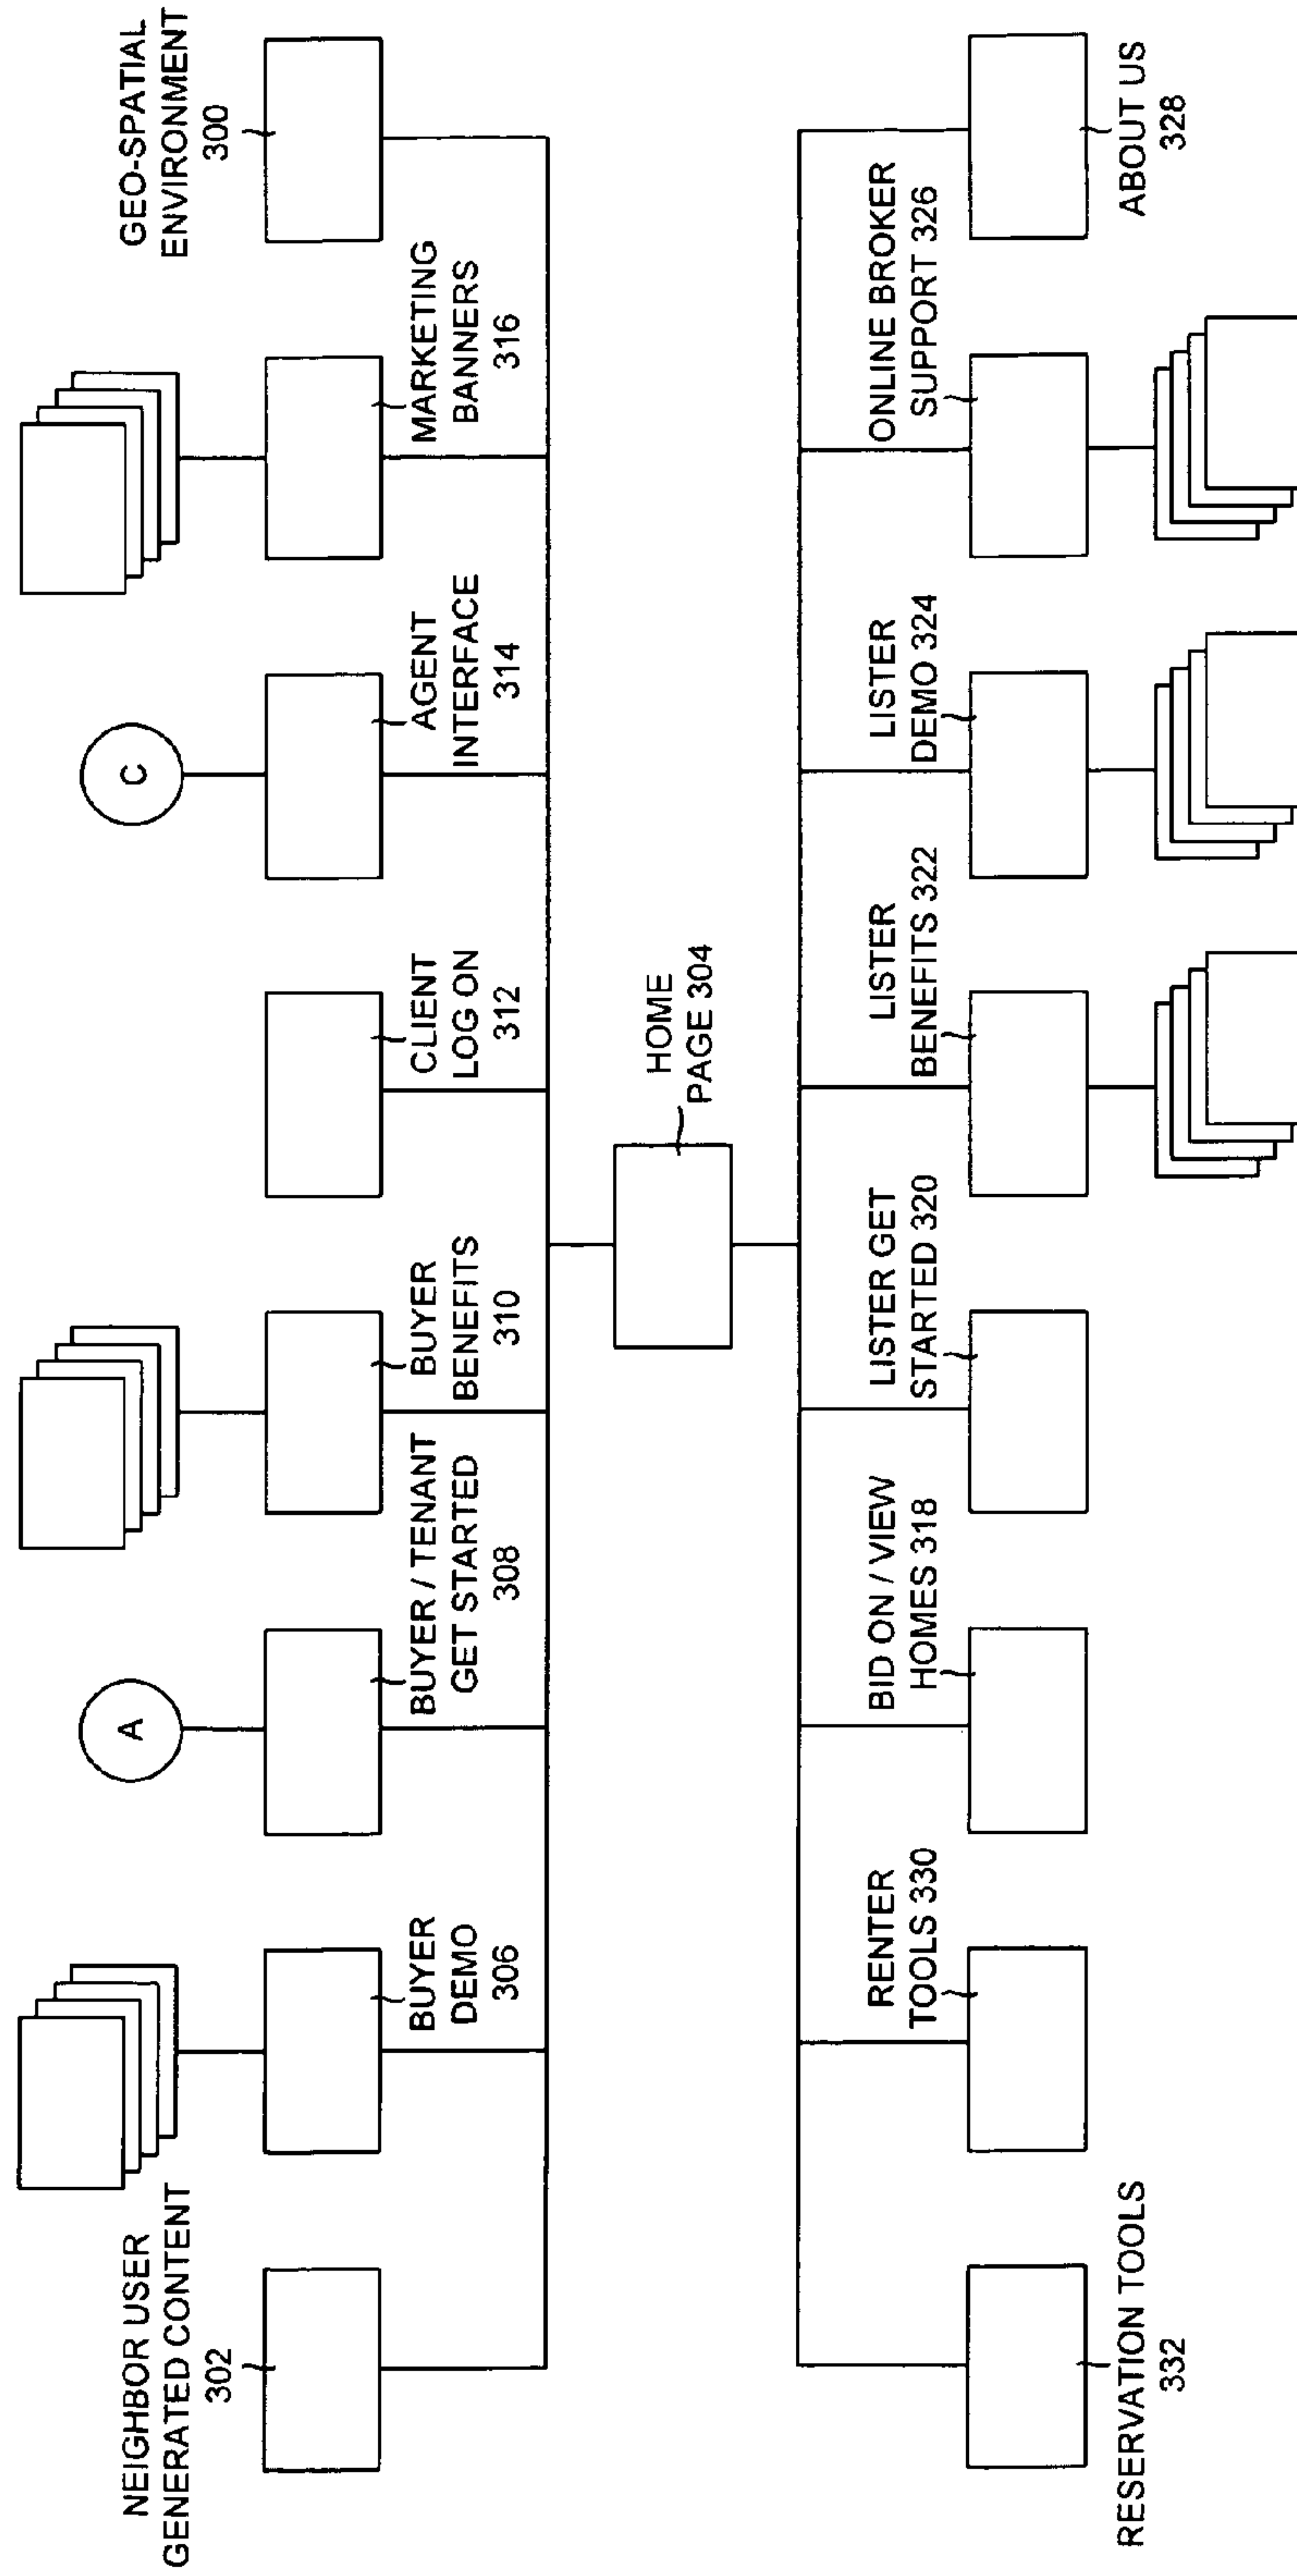 NEIGHBOR USER
GENERATED CONTENT
302
BUYER
DEMO
306
A
BUYER / TENANT
GET STARTED
308
BUYER
BENEFITS
310
CLIENT
LOG ON
312
C
AGENT
INTERFACE
314
MARKETING
BANNERS
316
GEO-SPATIAL
ENVIRONMENT
300
HOME
PAGE 304
RESERVATION TOOLS
332
RENTER
TOOLS 330
BID ON / VIEW
HOMES 318
LISTER GET
STARTED 320
LISTER
BENEFITS 322
LISTER
DEMO 324
ONLINE BROKER
SUPPORT 326
ABOUT US
328